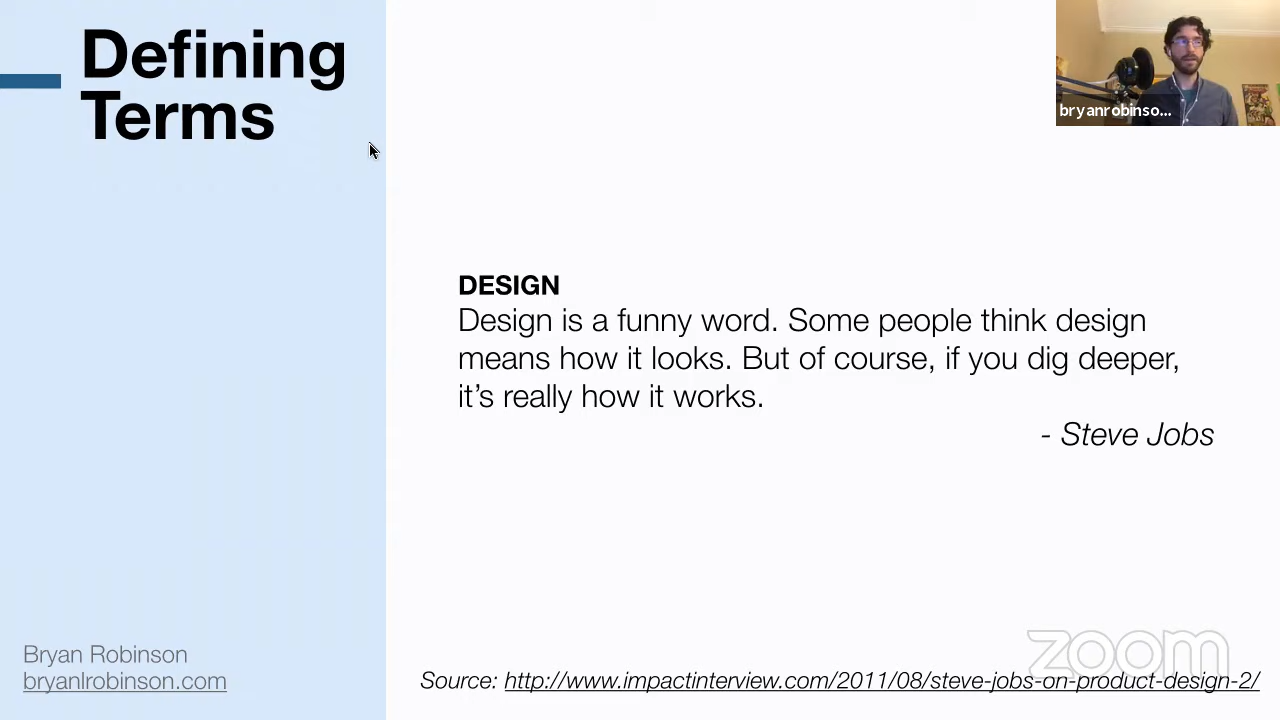 Defining
Terms
bryanrobinso...
DESIGN
Design is a funny word. Some people think design
means how it looks. But of course, if you dig deeper,
it’s really how it works.
- Steve Jobs
Bryan Robinson
bryanlrobinson.com
zoom
Source: http://www.impactinterview.com/2011/08/steve-jobs-on-product-design-2/